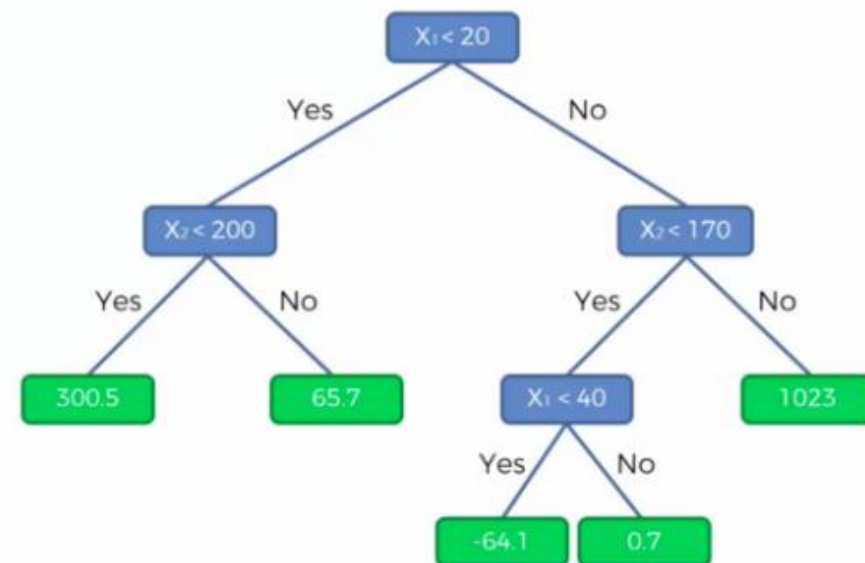 X₁ < 20
Yes
No
X₂ < 200
X₂ < 170
Yes
No
Yes
No
300.5
65.7
X₁ < 40
1023
Yes
No
-64.1
0.7